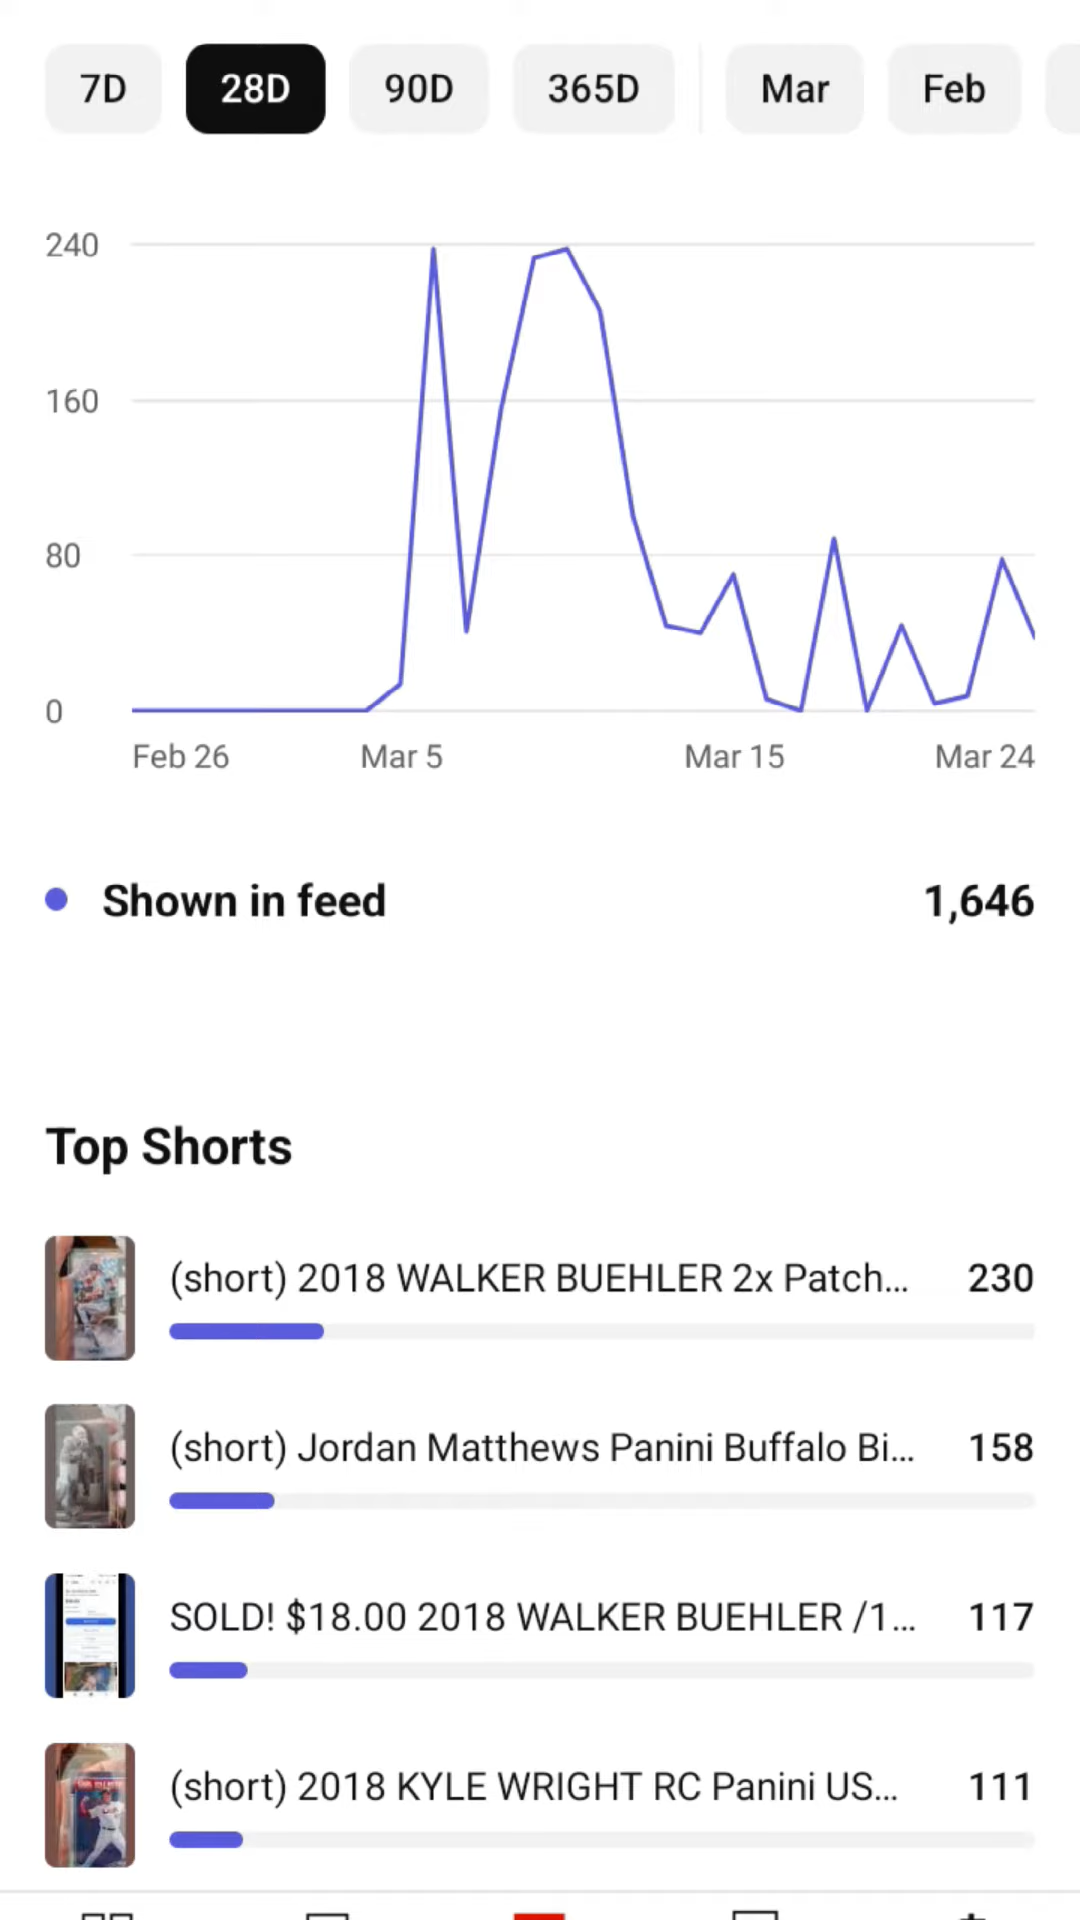 7D 28D 90D 365D Mar Feb
240
160
80
0
Feb 26 Mar 5 Mar 15 Mar 24
Shown in feed 1,646
Top Shorts
(short) 2018 WALKER BUEHLER 2x Patch... 230
(short) Jordan Matthews Panini Buffalo Bi... 158
SOLD! $18.00 2018 WALKER BUEHLER /1... 117
(short) 2018 KYLE WRIGHT RC Panini US... 111